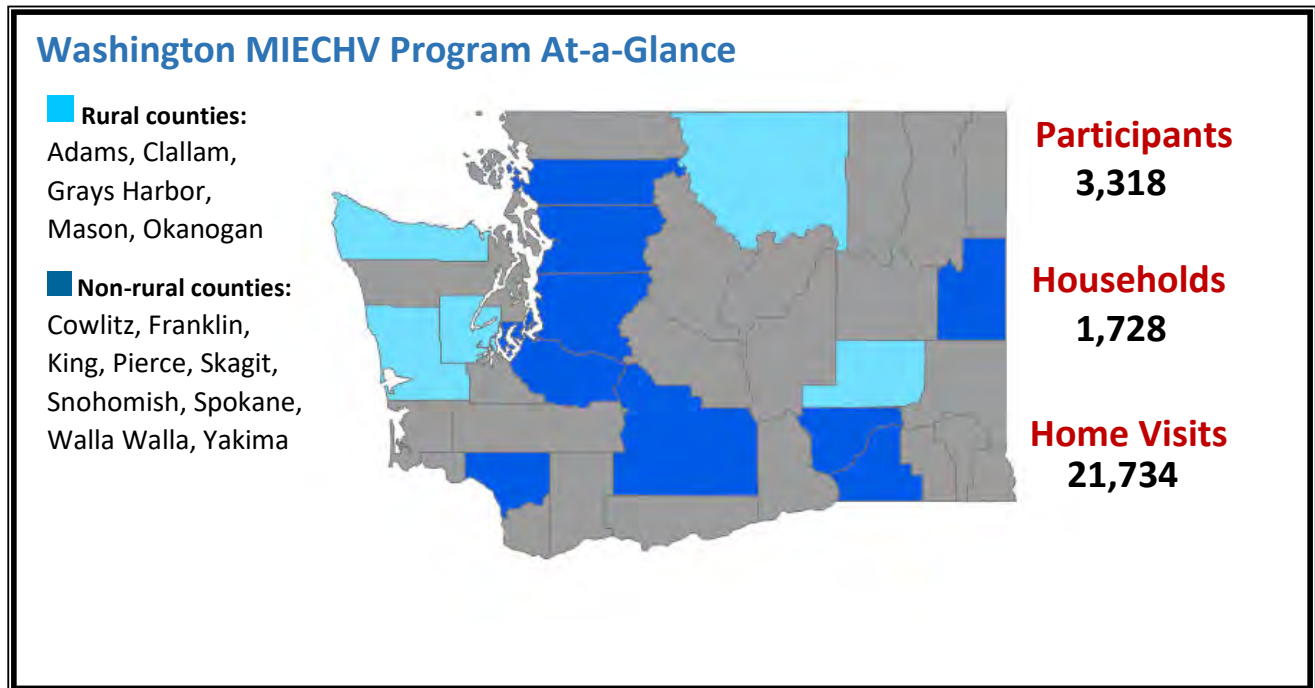 Washington MIECHV Program At-a-Glance
Rural counties:
Adams, Clallam,
Grays Harbor,
Mason, Okanogan
Non-rural counties:
Cowlitz, Franklin,
King, Pierce, Skagit,
Snohomish, Spokane,
Walla Walla, Yakima
Participants
3,318
Households
1,728
Home Visits
21,734